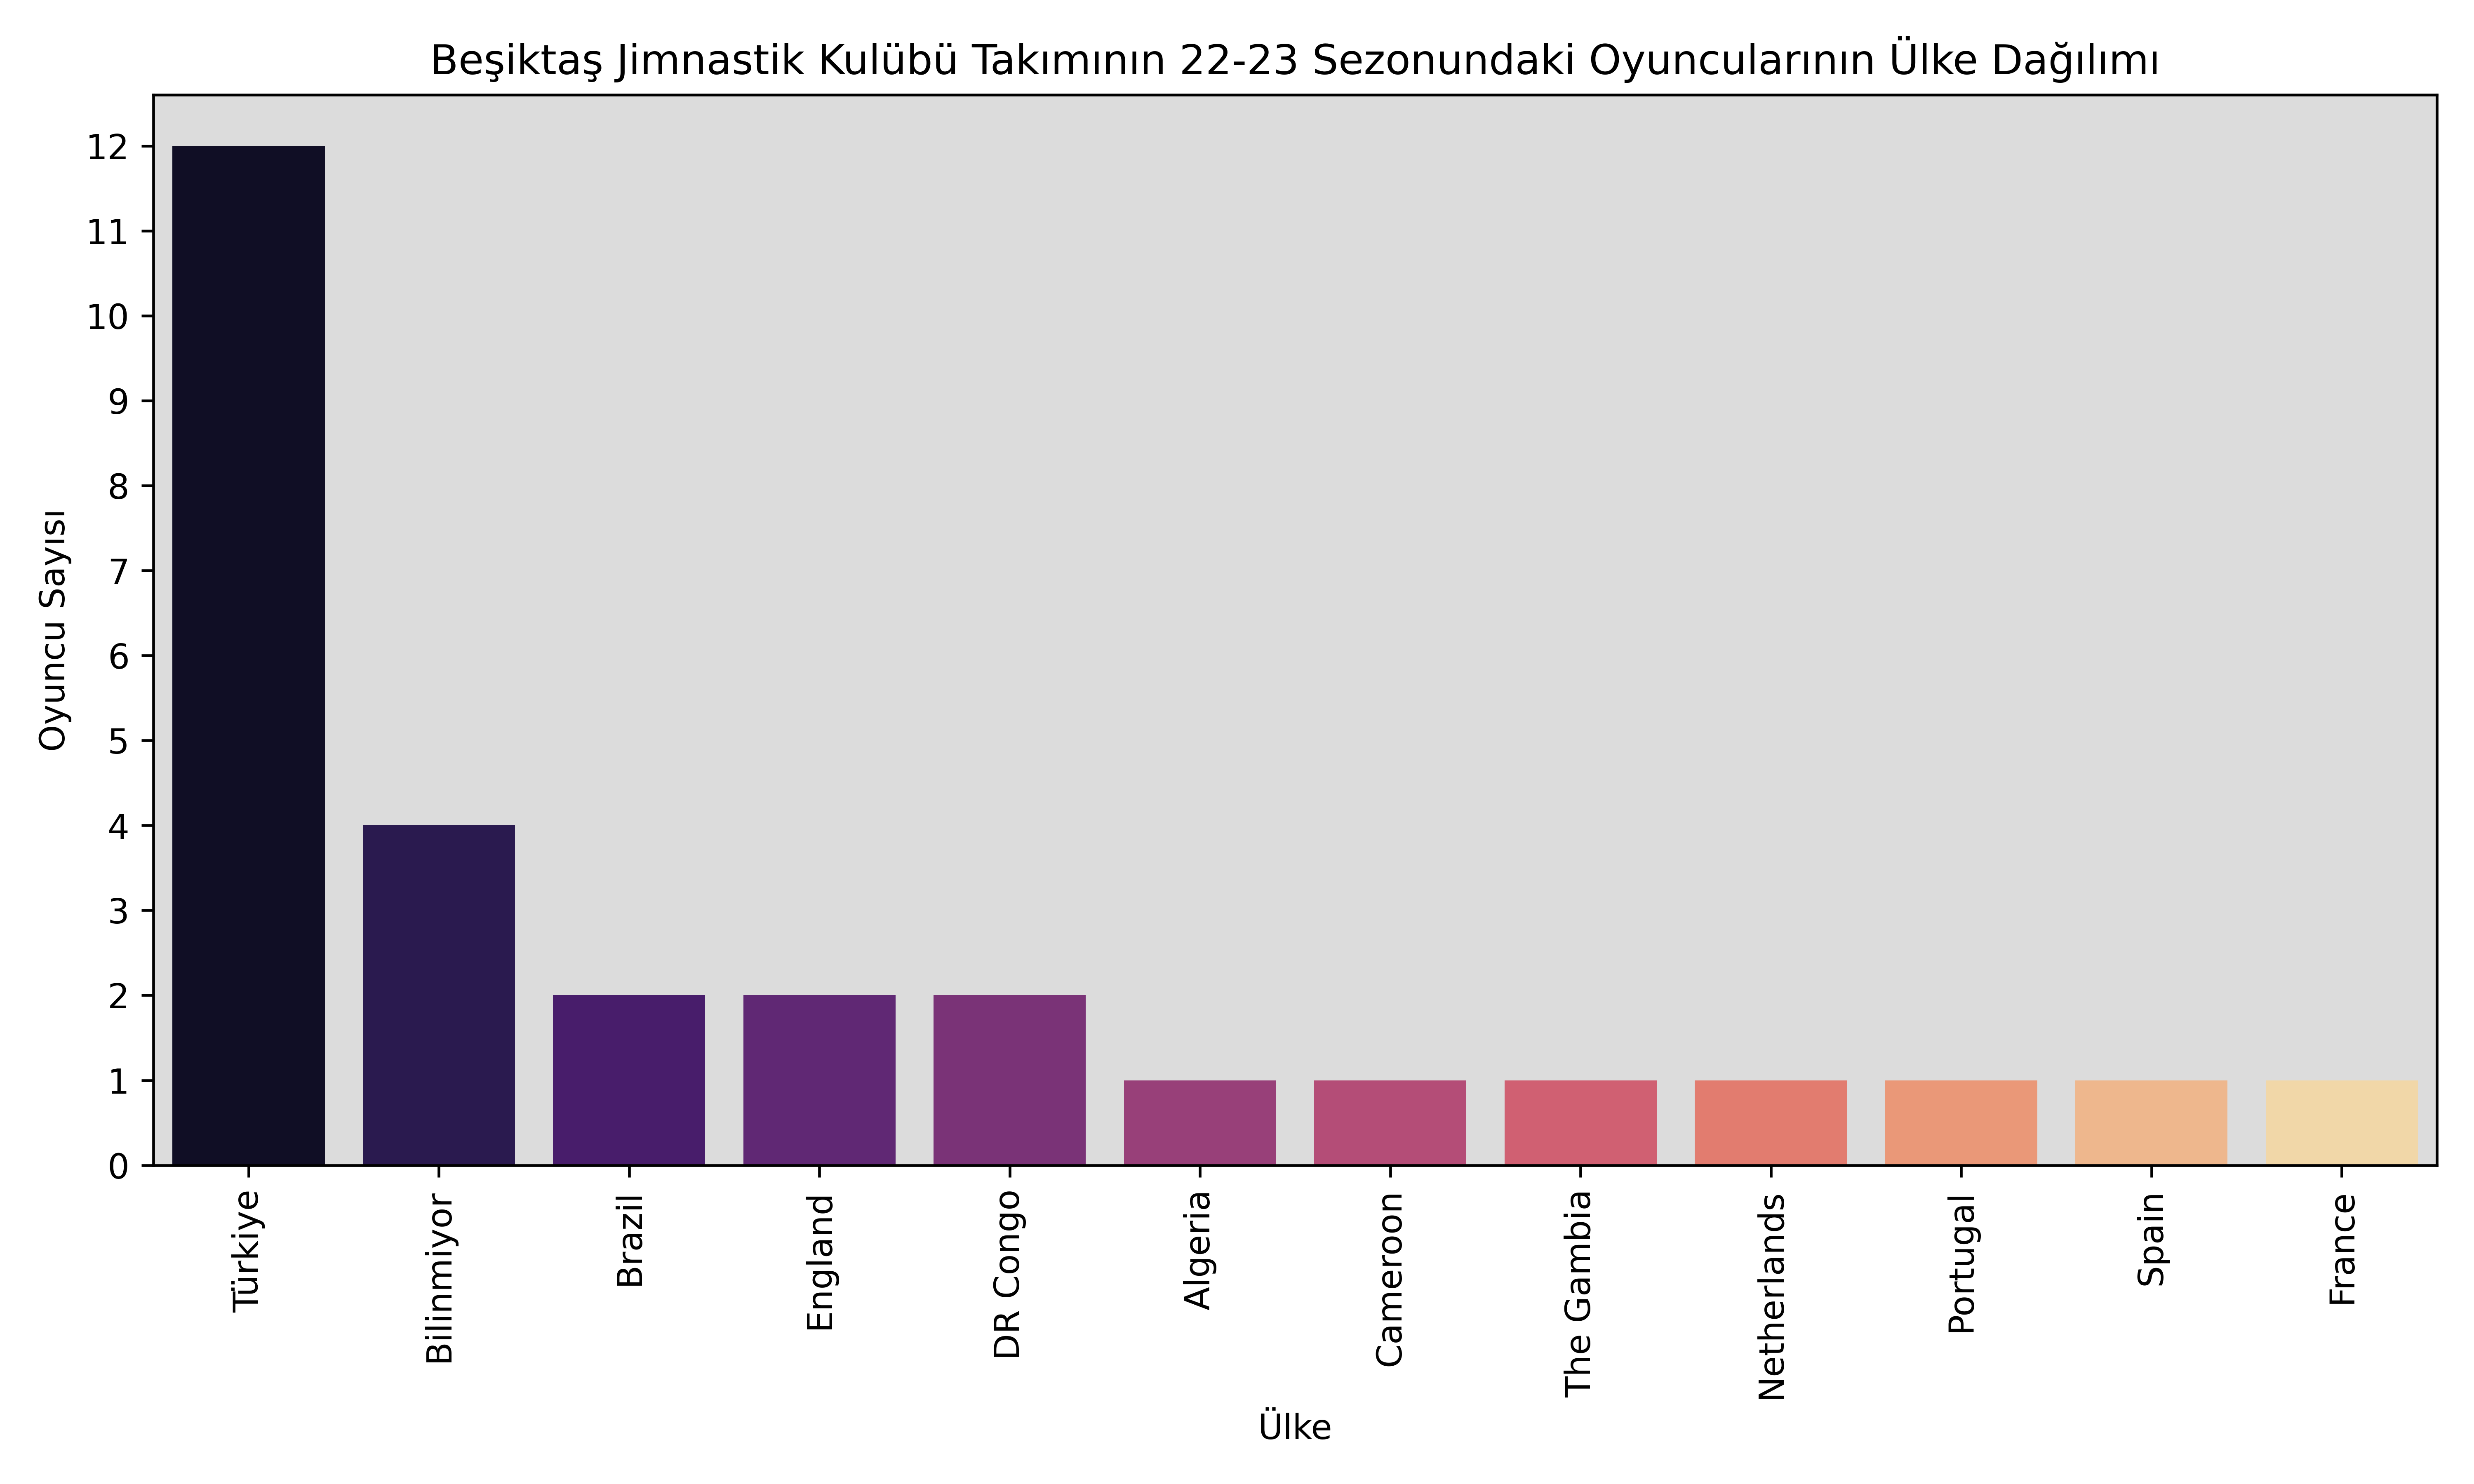 Beşiktaş Jimnastik Kulübü Takımının 22-23 Sezonundaki Oyuncularının Ülke Dağılımı
Oyuncu Sayısı
12
11
10
9
8
7
6
5
4
3
2
1
0
Türkiye
Bilinmiyor
Brazil
England
DR Congo
Algeria
Cameroon
The Gambia
Netherlands
Portugal
Spain
France
Ülke